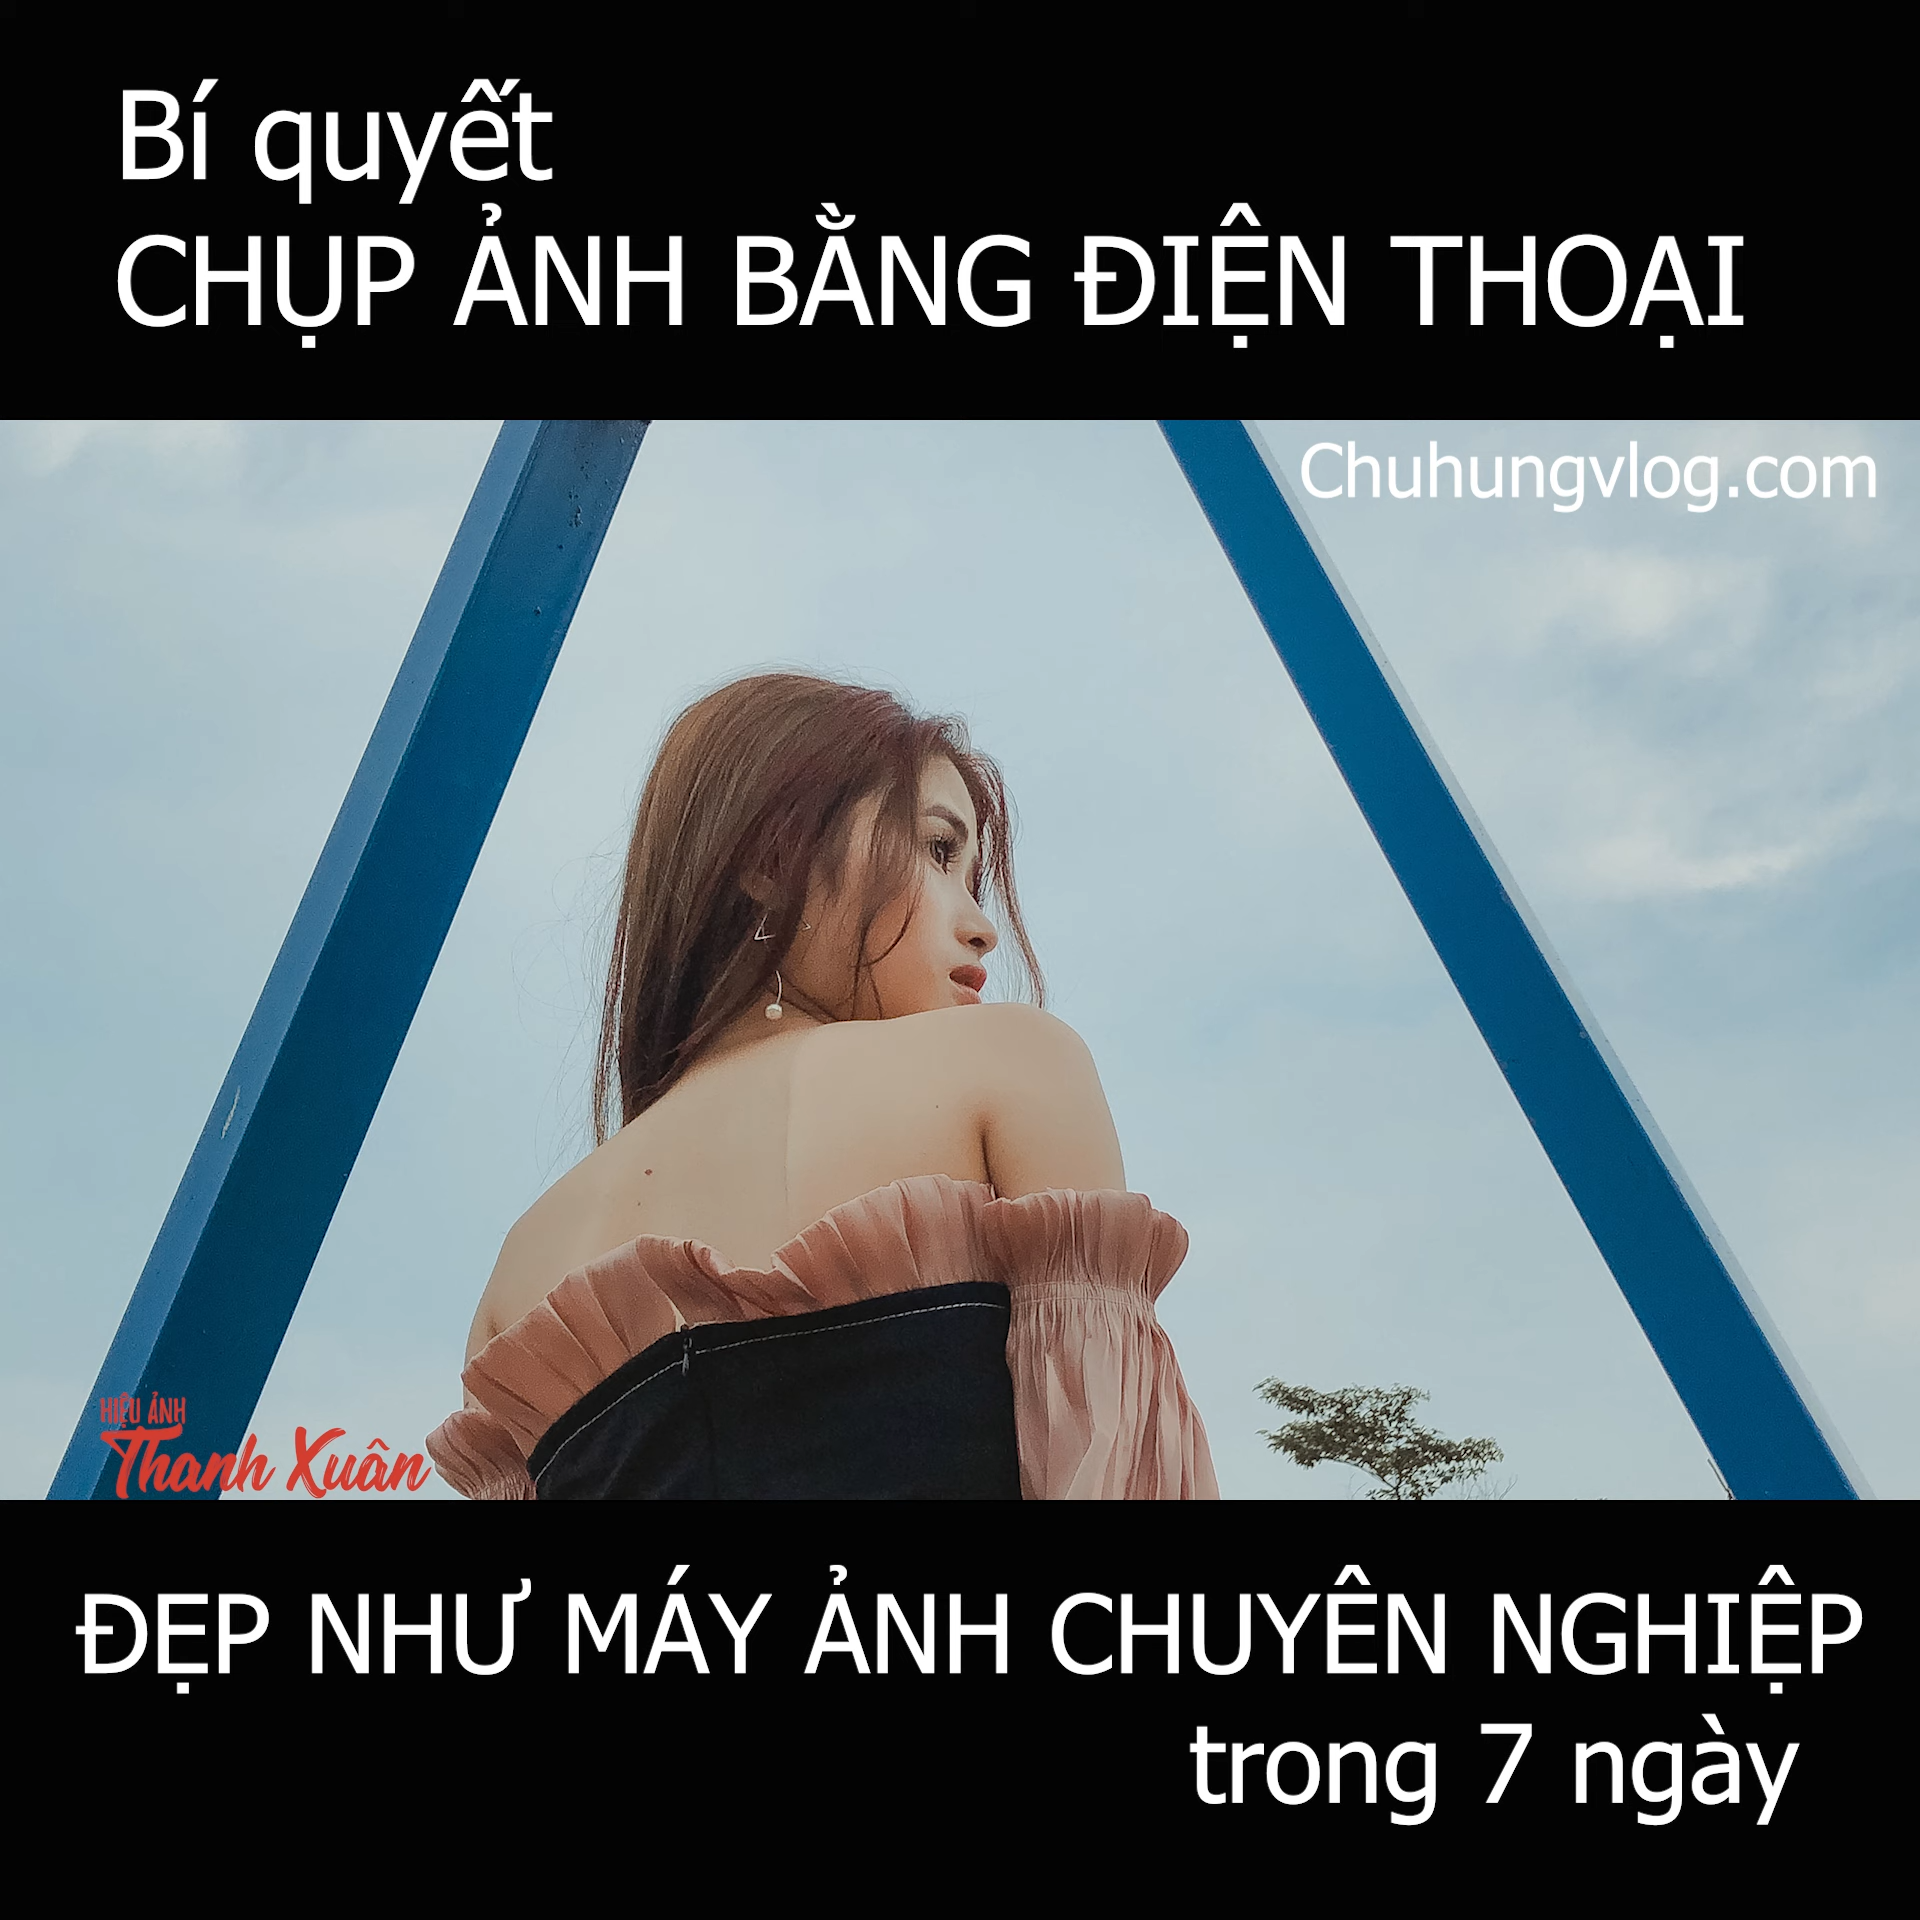 Bí quyết
CHỤP ẢNH BẰNG ĐIỆN THOẠI
Chuhungvlog.com
HIỆU ẢNH
Thanh Xuân
ĐẸP NHƯ MÁY ẢNH CHUYÊN NGHIỆP
trong 7 ngày